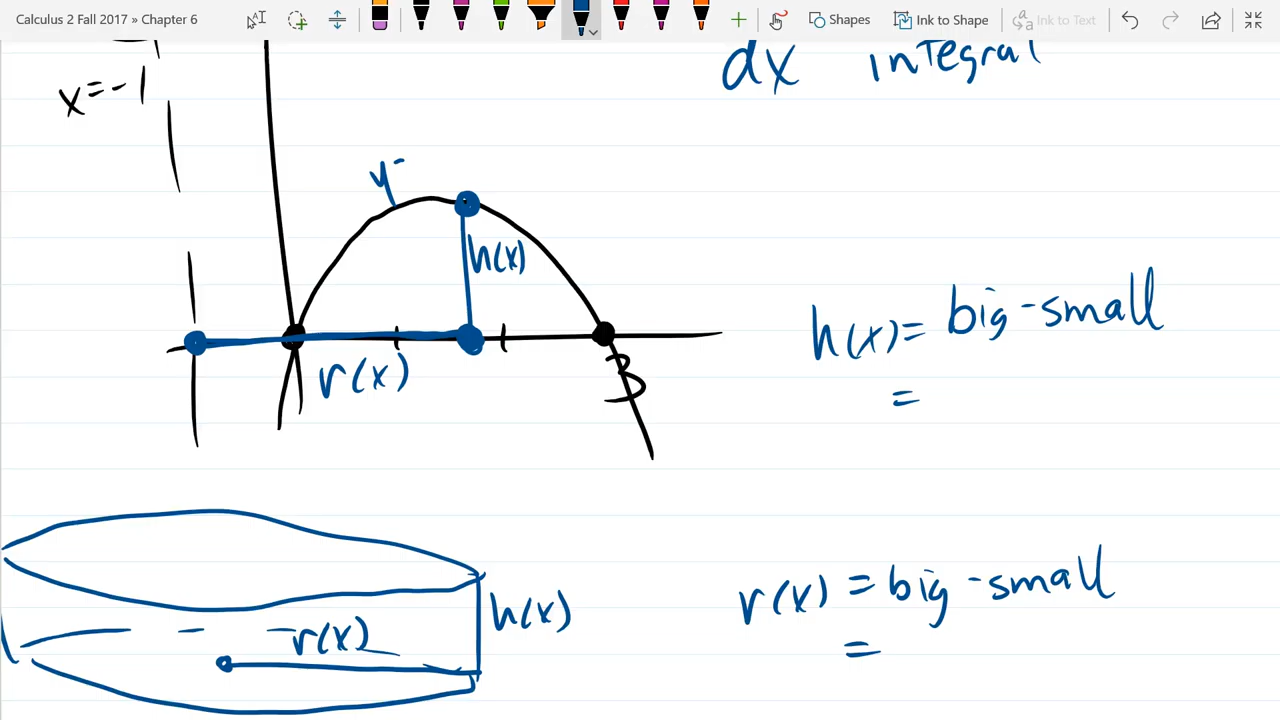 Calculus 2 Fall 2017 » Chapter 6
Shapes
Ink to Shape
Ink to Text
dx integral
x=-1
y
h(x)
h(x)= big-small
=
3
r(x)
h(x)
r(x)
r(x) = big-small
=